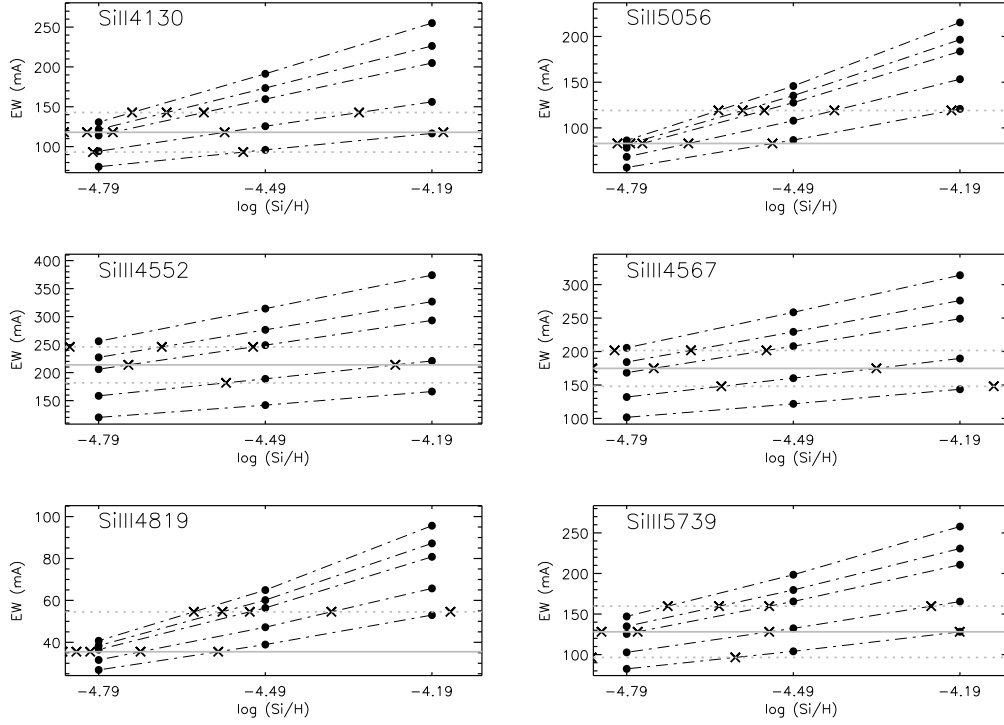 SiII4130
EW (mA)
250
200
150
100
−4.79 −4.49 −4.19
log (Si/H)
SiII5056
EW (mA)
200
150
100
−4.79 −4.49 −4.19
log (Si/H)
SiIII4552
EW (mA)
400
350
300
250
200
150
−4.79 −4.49 −4.19
log (Si/H)
SiIII4567
EW (mA)
300
250
200
150
100
−4.79 −4.49 −4.19
log (Si/H)
SiIII4819
EW (mA)
100
80
60
40
−4.79 −4.49 −4.19
log (Si/H)
SiIII5739
EW (mA)
250
200
150
100
−4.79 −4.49 −4.19
log (Si/H)